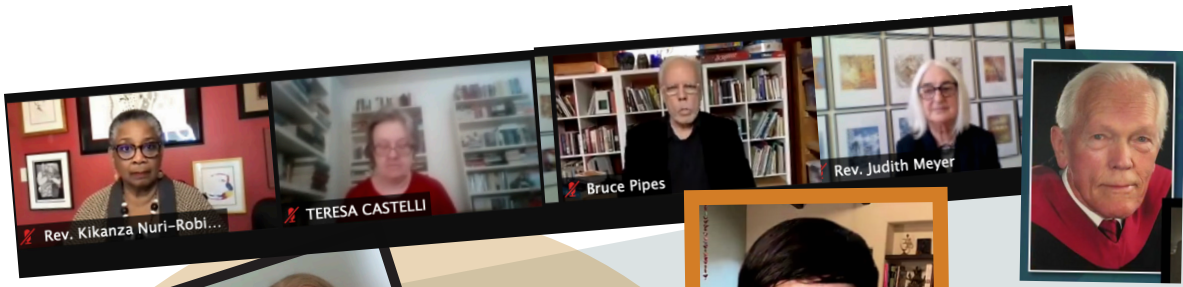 Rev. Kikanza Nuri-Robi...
TERESA CASTELLI
Bruce Pipes
Rev. Judith Meyer